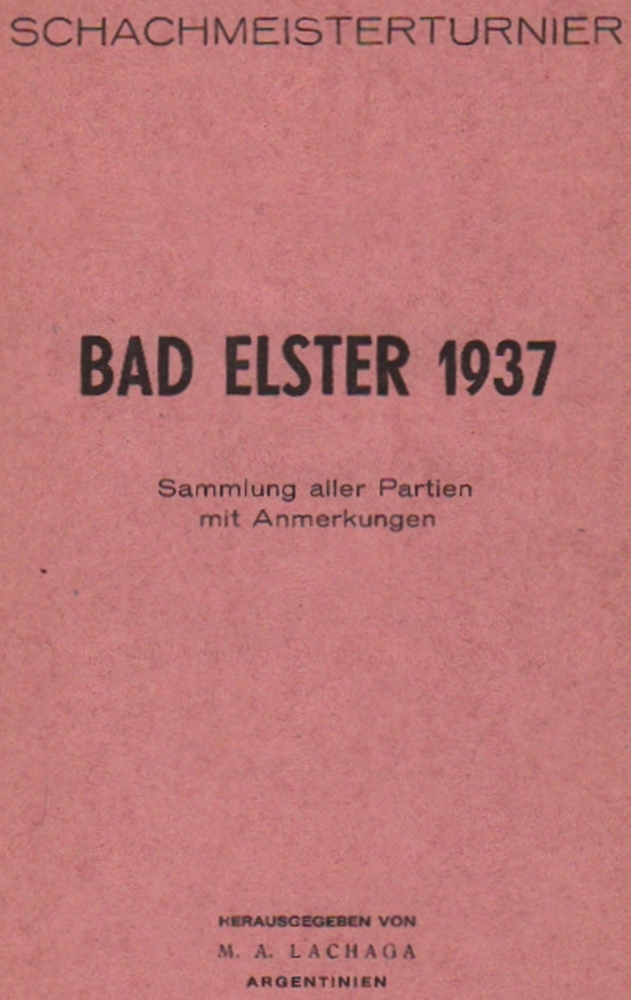 SCHACHMEISTERTURNIER
BAD ELSTER 1937
Sammlung aller Partien
mit Anmerkungen
HERAUSGEGEBEN VON
M. A. LACHAGA
ARGENTINIEN